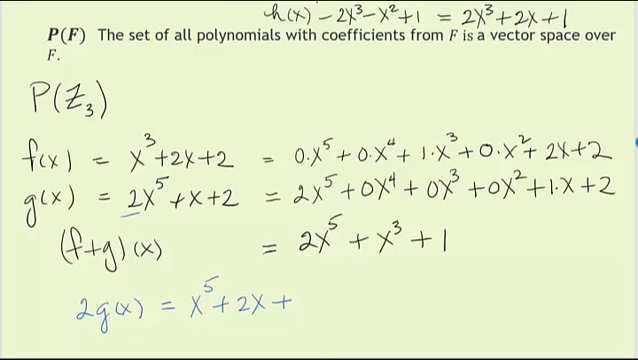 h(x) - 2x³ - x² + 1 = 2x³ + 2x + 1
P(F) The set of all polynomials with coefficients from F is a vector space over
F.
P(Z₃)
f(x) = x³ + 2x + 2 = 0·x⁵ + 0·x⁴ + 1·x³ + 0·x² + 2x + 2
g(x) = 2x⁵ + x + 2 = 2x⁵ + 0x⁴ + 0x³ + 0x² + 1·x + 2
(f+g)(x) = 2x⁵ + x³ + 1
2g(x) = x⁵ + 2x +